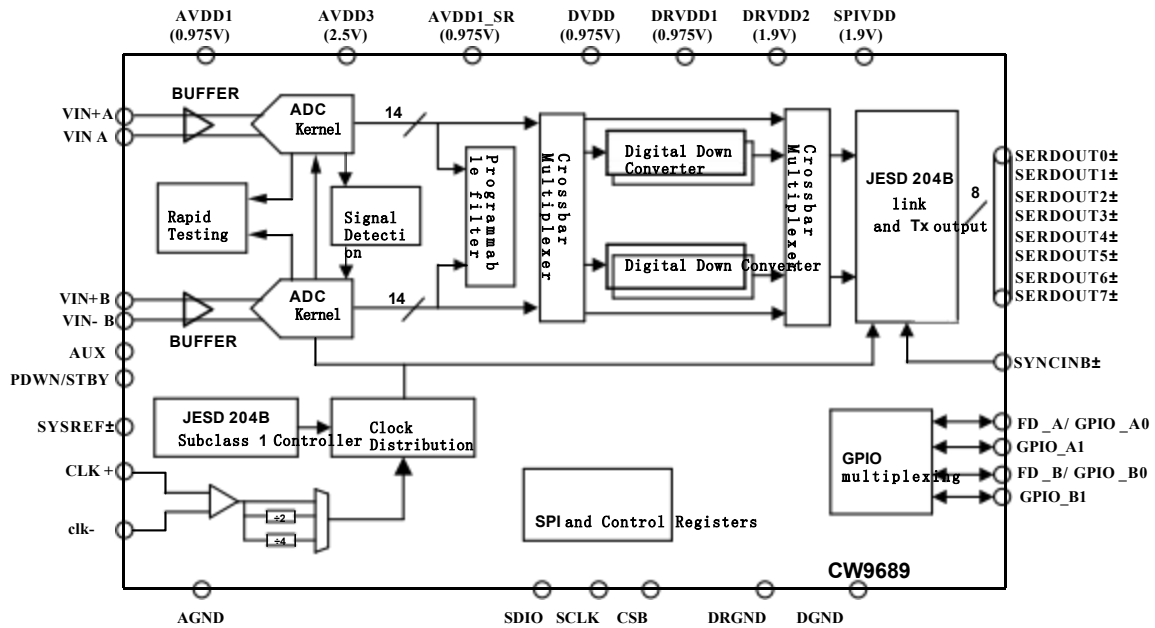 AVDD1
(0.975V)
AVDD3
(2.5V)
AVDD1_SR
(0.975V)
DVDD
(0.975V)
DRVDD1
(0.975V)
DRVDD2
(1.9V)
SPIVDD
(1.9V)
BUFFER
VIN+A
VIN A
ADC
Kernel
14
Programmab
le filter
Crossbar
Multiplexer
Digital Down
Converter
Crossbar
Multiplexer
JESD 204B
link
and Tx output
8
SERDOUT0±
SERDOUT1±
SERDOUT2±
SERDOUT3±
SERDOUT4±
SERDOUT5±
SERDOUT6±
SERDOUT7±
Rapid
Testing
Signal
Detecti
on
Digital Down Converter
VIN+B
VIN- B
BUFFER
ADC
Kernel
14
AUX
PDWN/STBY
SYSREF±
CLK +
clk-
JESD 204B
Subclass 1 Controller
Clock
Distribution
÷2
÷4
SYNCINB±
GPIO
multiplexing
FD _A/ GPIO _A0
GPIO_A1
FD _B/ GPIO _B0
GPIO_B1
SPI and Control Registers
CW9689
AGND
SDIO
SCLK
CSB
DRGND
DGND